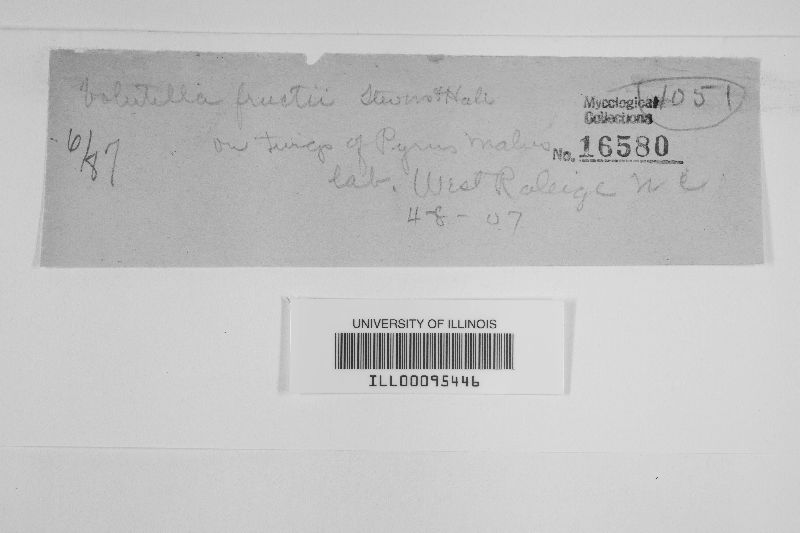 Volutella fructii Stevens & Hall
1051
Mycological
Collections
No. 16580
6/87
on twigs of Pyrus Malus
lab. West Raleigh N C
4-8-07
UNIVERSITY OF ILLINOIS
ILL00095446